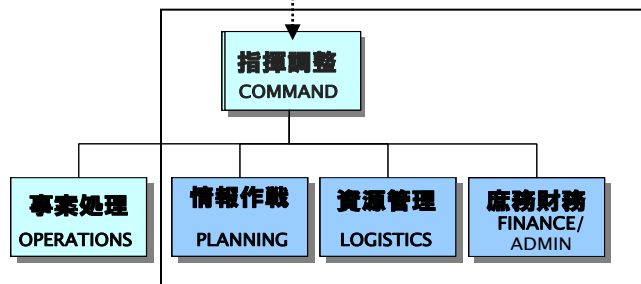 指揮調整
COMMAND
事案処理
OPERATIONS
情報作戦
PLANNING
資源管理
LOGISTICS
庶務財務
FINANCE/
ADMIN